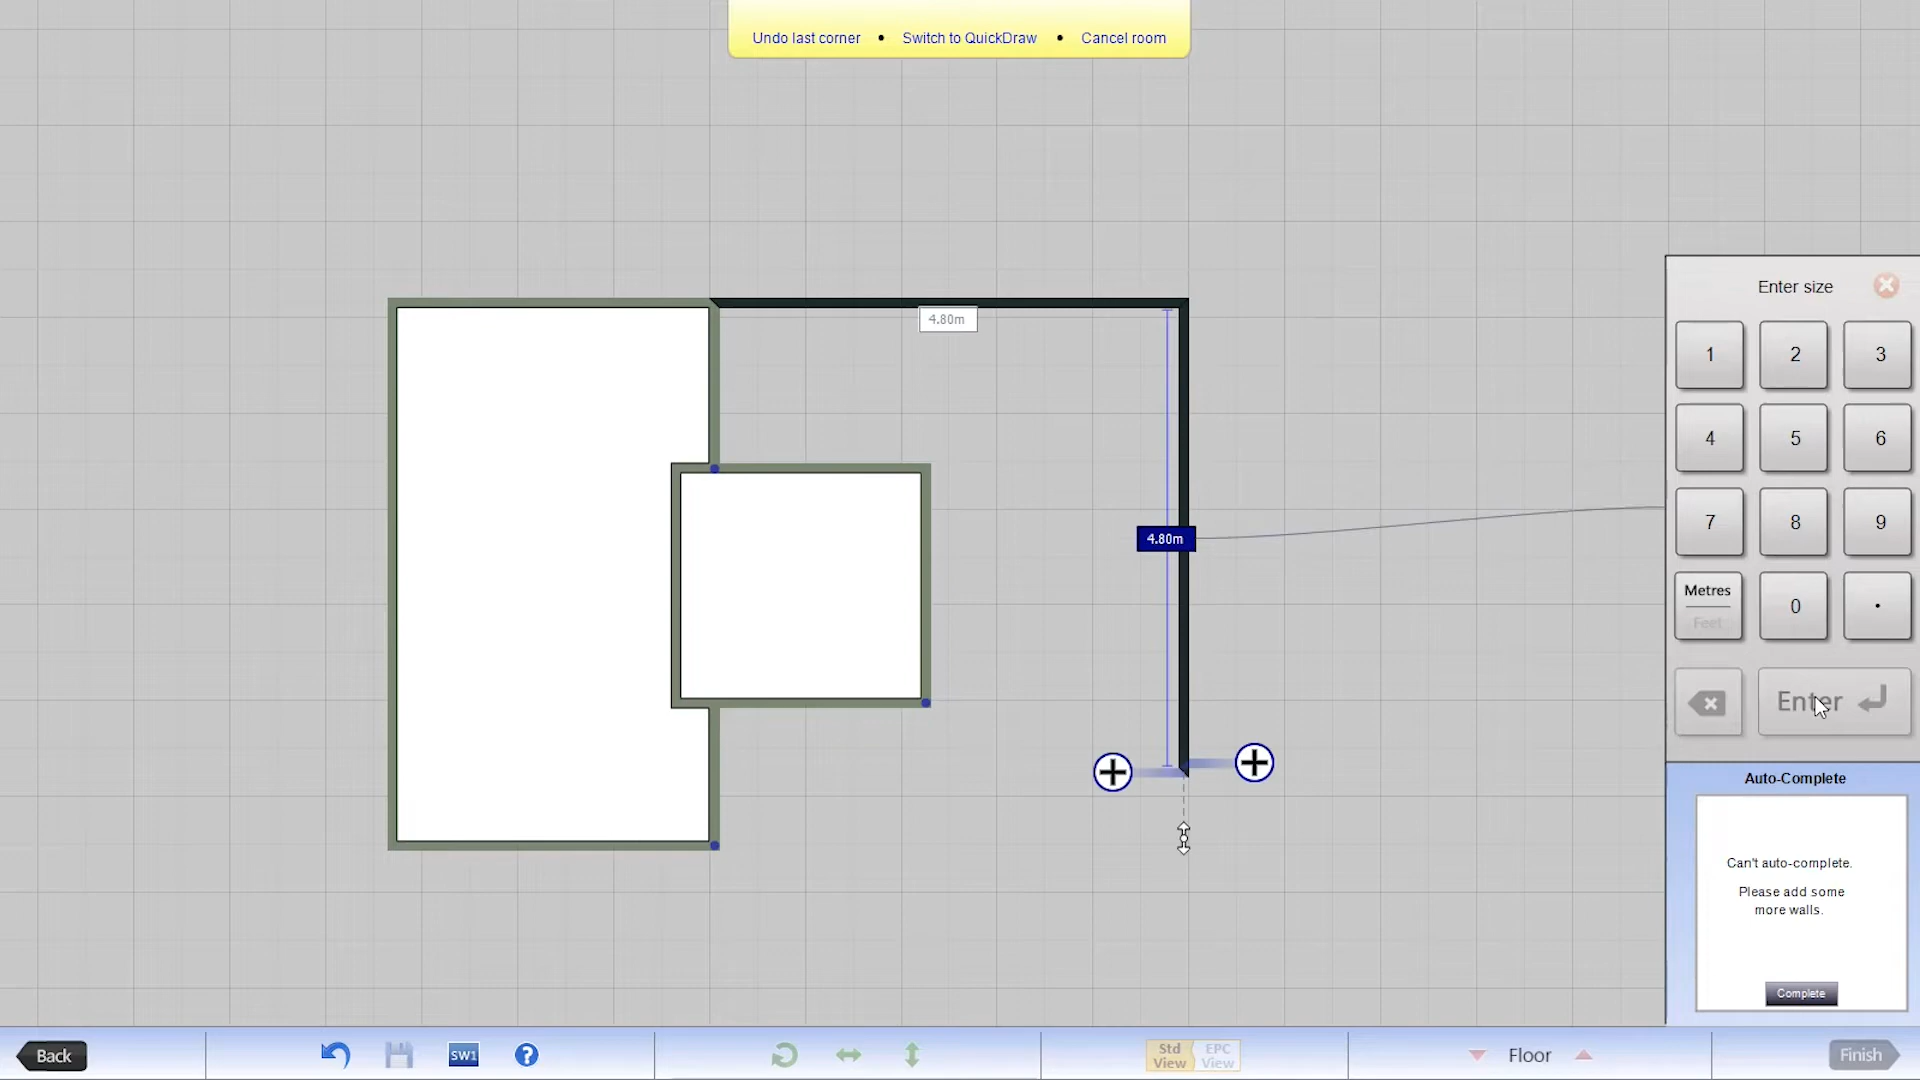 Undo last corner • Switch to QuickDraw • Cancel room
4.80m
4.80m
Enter size
1 2 3
4 5 6
7 8 9
Metres
Feet
0 .
Enter
Auto-Complete
Can't auto-complete.
Please add some
more walls.
Complete
Back
SW1
?
Std
View
EPC
View
Floor
Finish